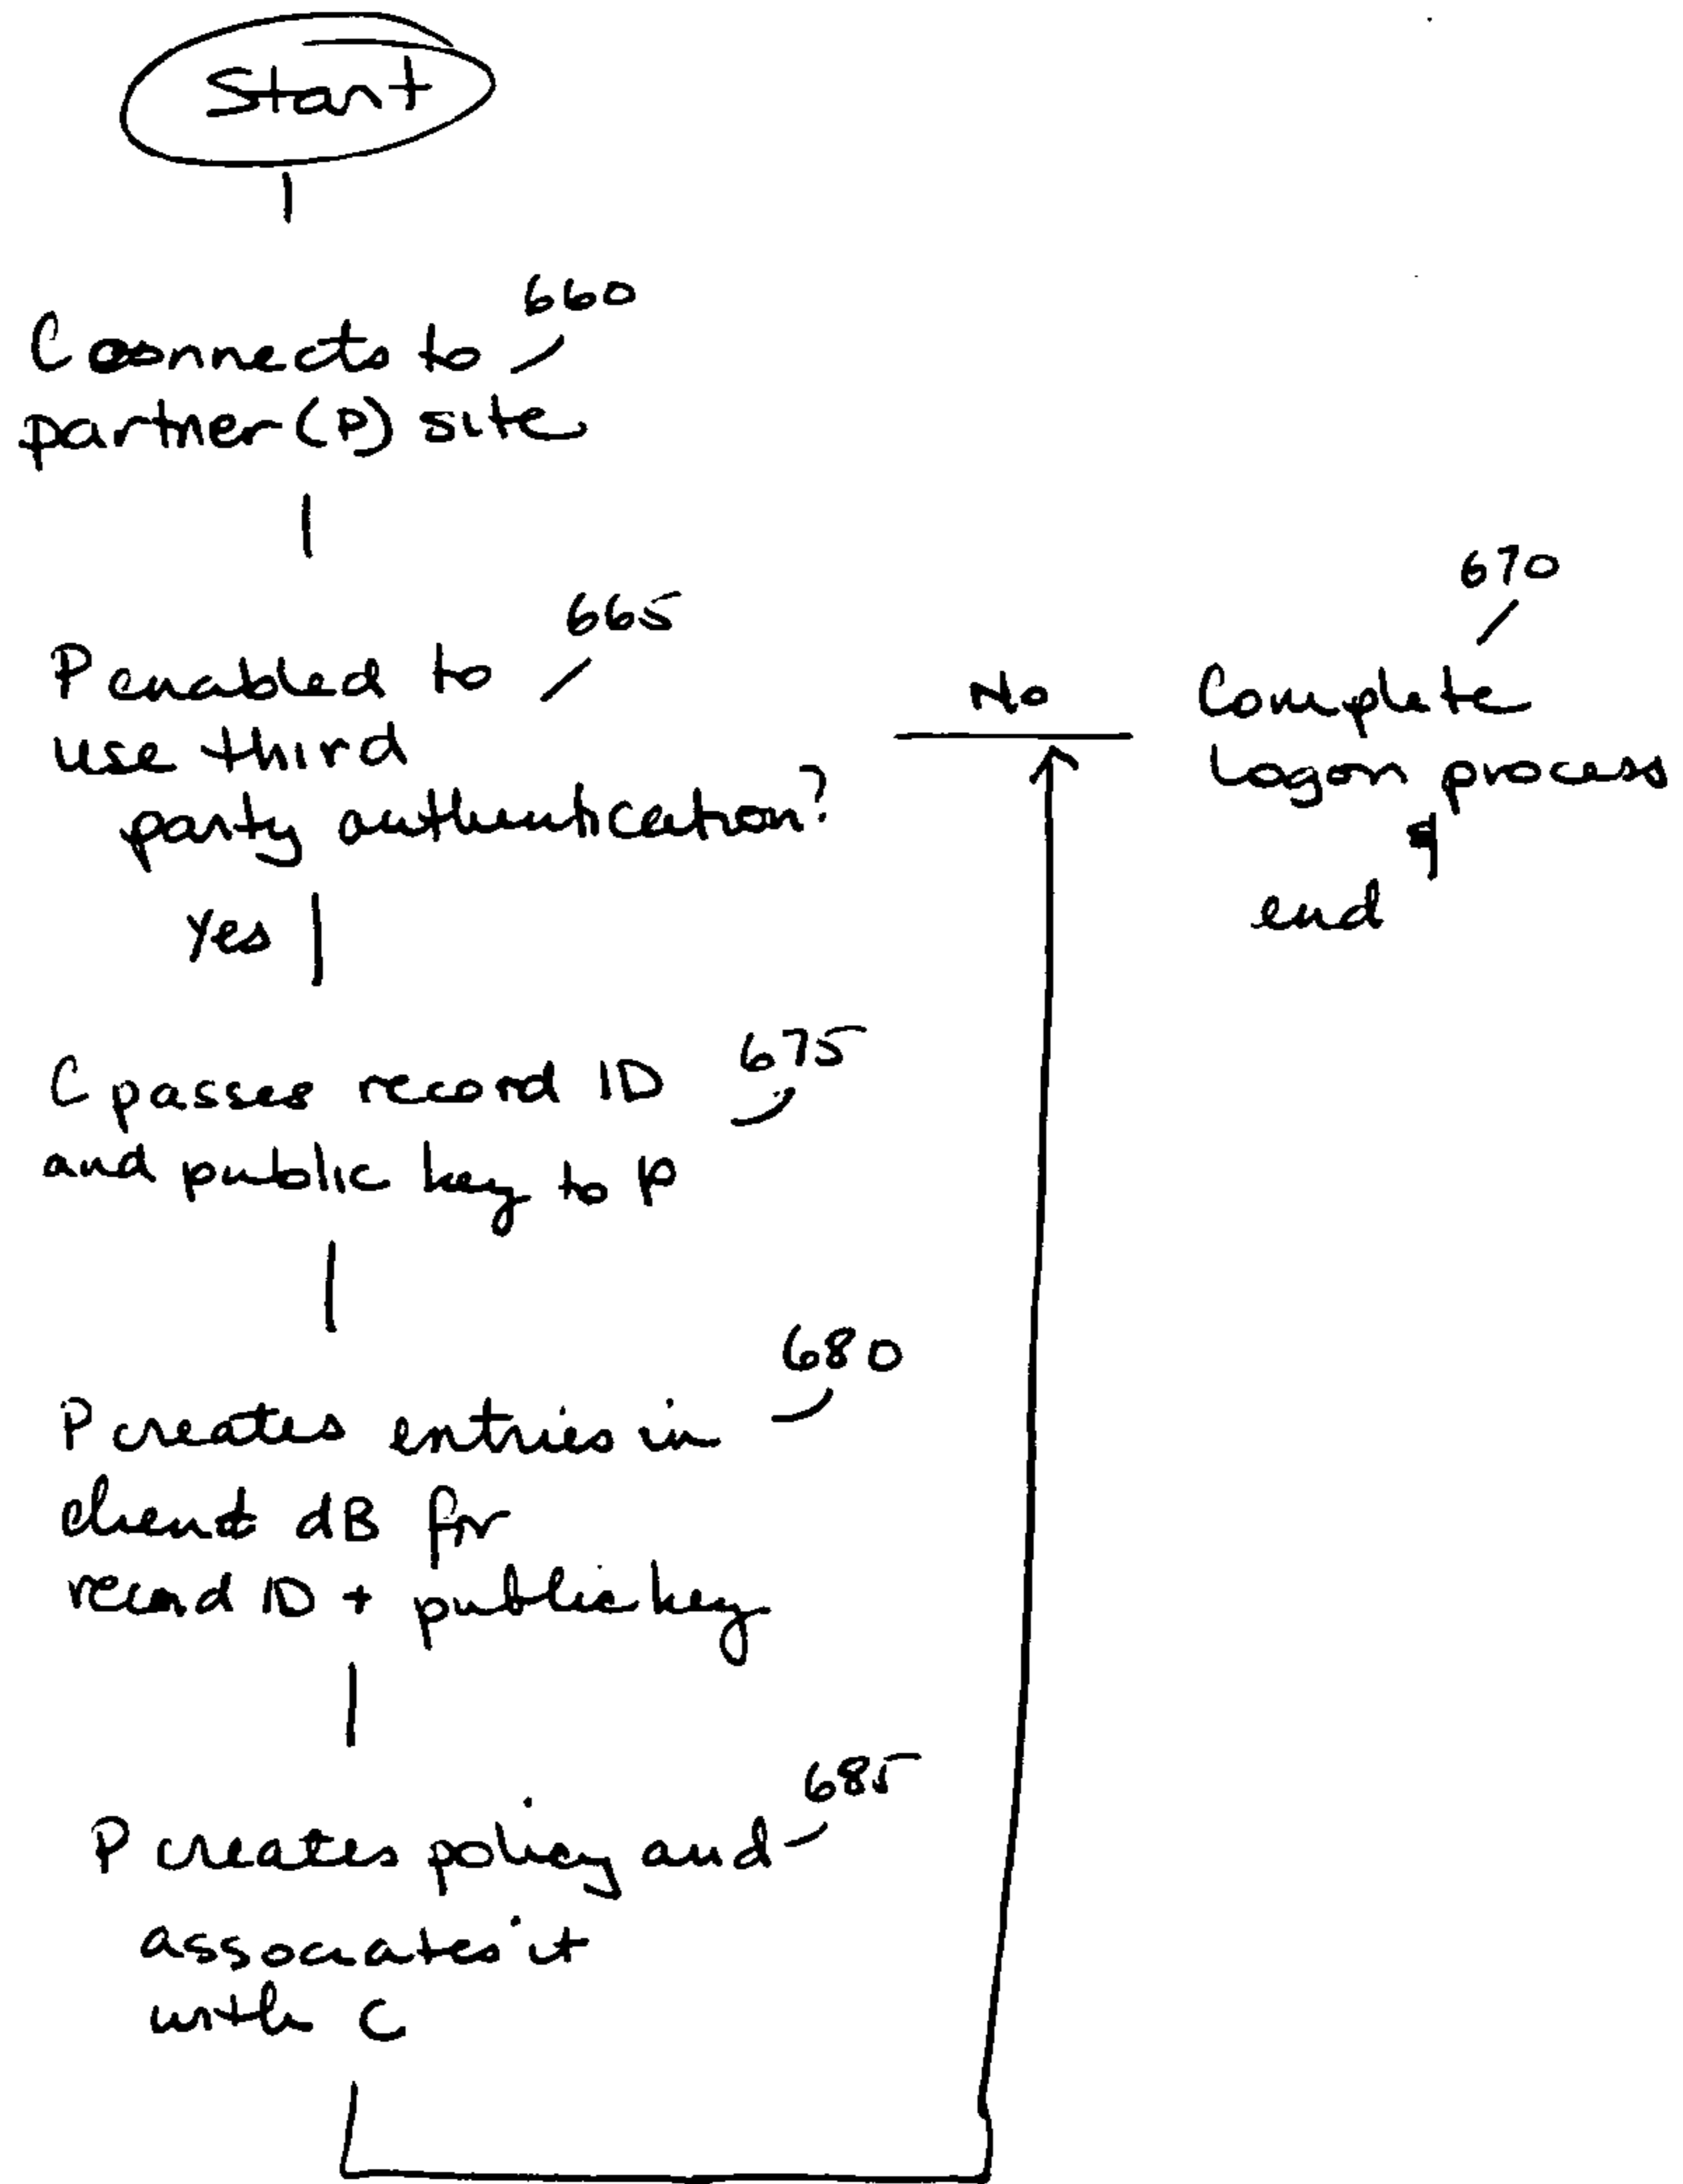 Start
660
C connects to
partner (P) site
665
P enabled to
use third
party authentication?
No
670
Complete
logon process
&
end
Yes
675
C passes record ID
and public key to P
680
P creates entries in
client dB for
record ID + public key
685
P creates policy and
associates it
with C